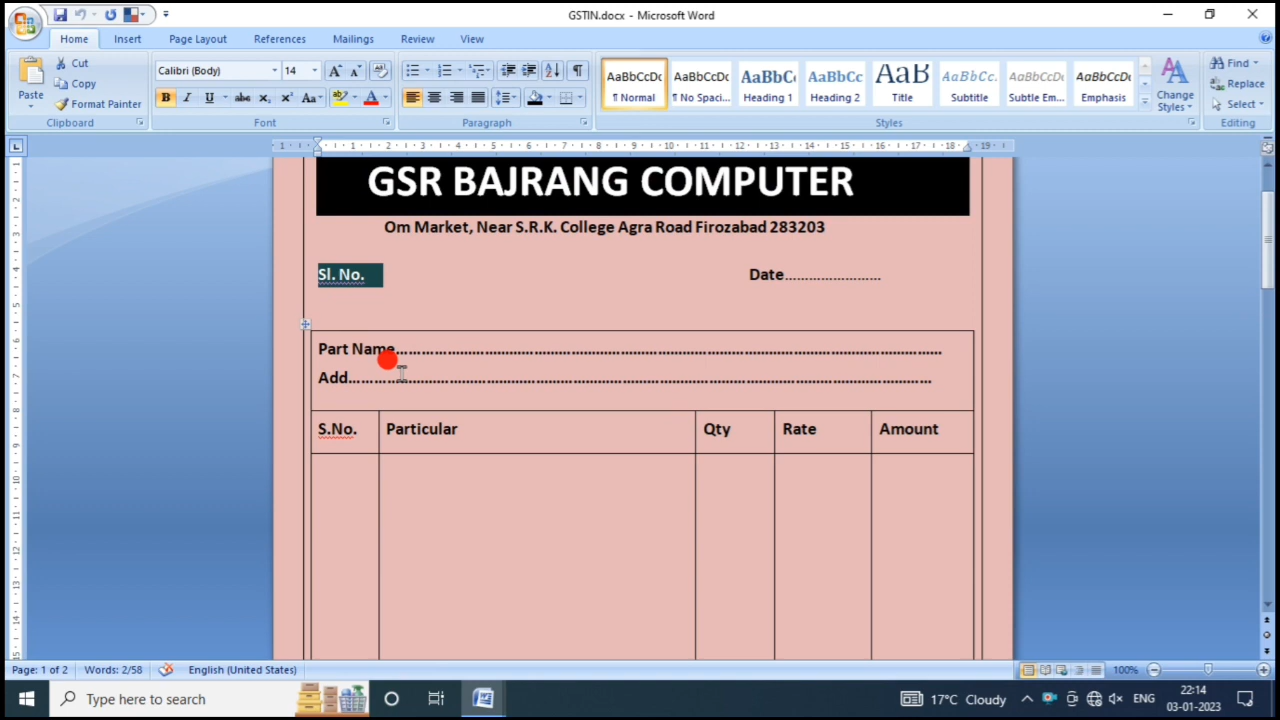 GSTIN.docx - Microsoft Word
Home Insert Page Layout References Mailings Review View
Paste
Cut
Copy
Format Painter
Clipboard
Calibri (Body) 14
Font
Paragraph
AaBbCcDc AaBbCcDc AaBbC AaBbCc AaB AaBbCc. AaBbCcDc AaBbCcDc
¶ Normal ¶ No Spaci... Heading 1 Heading 2 Title Subtitle Subtle Em... Emphasis
Change Styles
Styles
Find
Replace
Select
Editing
GSR BAJRANG COMPUTER
Om Market, Near S.R.K. College Agra Road Firozabad 283203
Sl. No. Date........................
Part Name................................................................................
Add................................................................................
S.No. Particular Qty Rate Amount
Page: 1 of 2 Words: 2/58 English (United States) 100%
Type here to search
17°C Cloudy ENG 22:14
03-01-2023